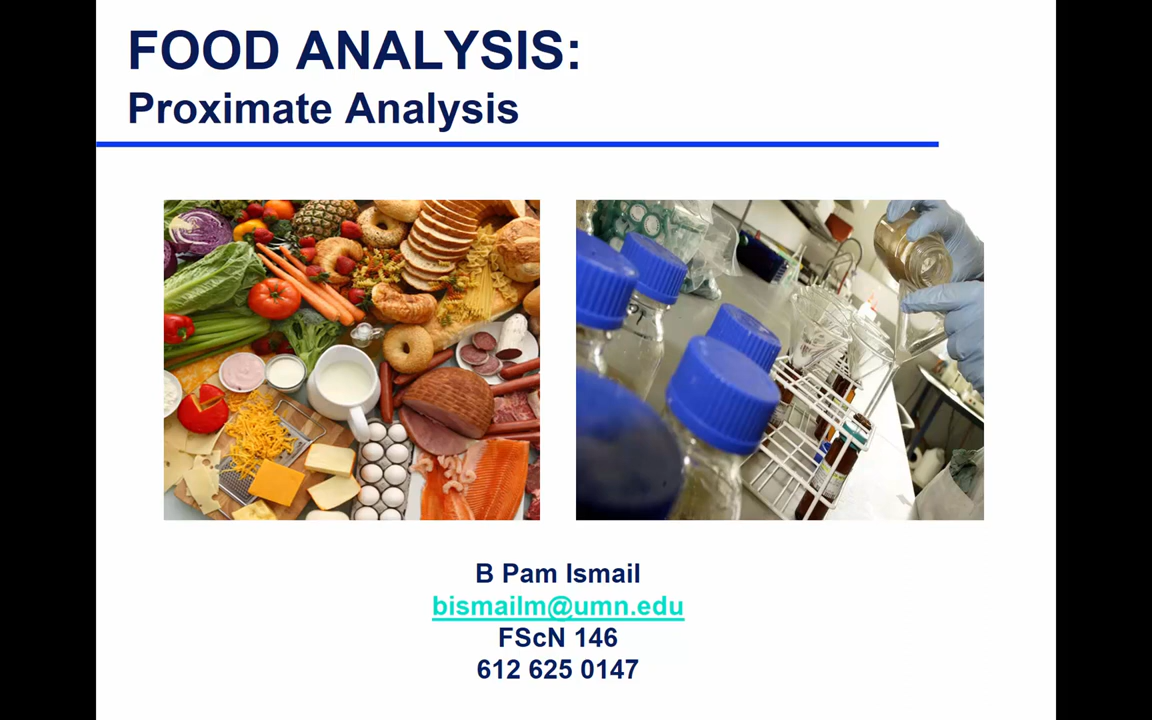 FOOD ANALYSIS:
Proximate Analysis
B Pam Ismail
bismailm@umn.edu
FScN 146
612 625 0147